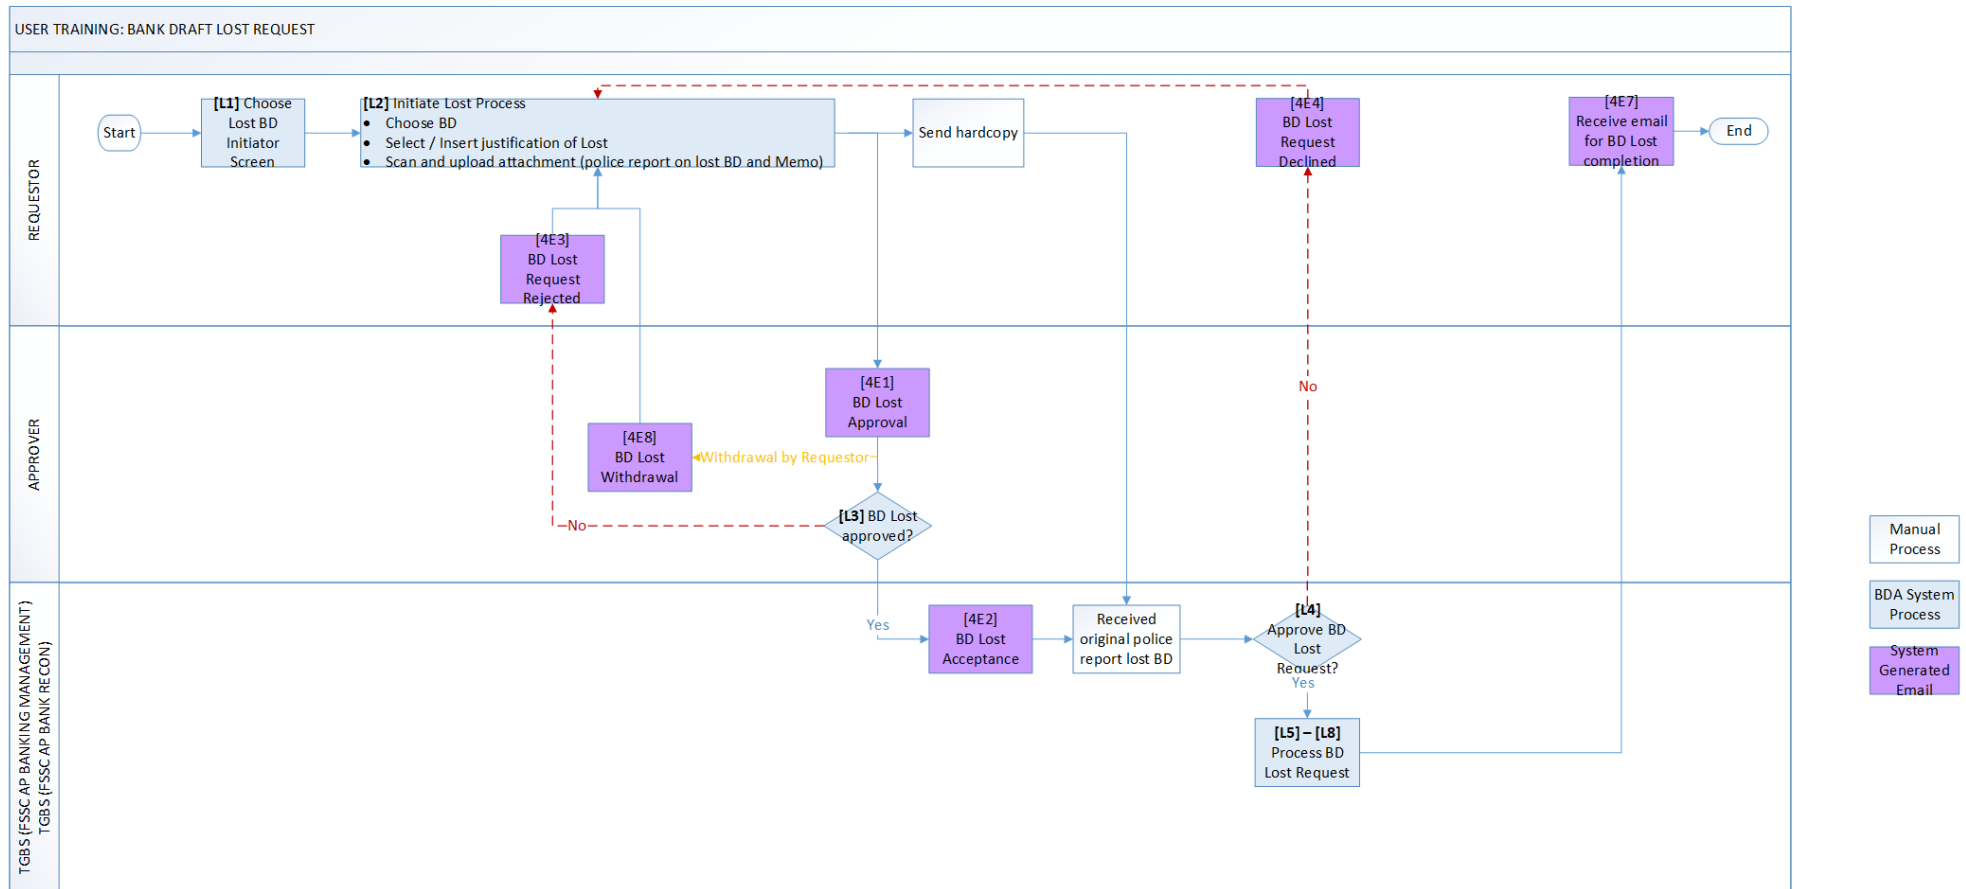 USER TRAINING: BANK DRAFT LOST REQUEST
REQUESTOR
Start
[L1] Choose
Lost BD
Initiator
Screen
[L2] Initiate Lost Process
• Choose BD
• Select / Insert justification of Lost
• Scan and upload attachment (police report on lost BD and Memo)
Send hardcopy
[4E4]
BD Lost
Request
Declined
[4E7]
Receive email
for BD Lost
completion
End
[4E3]
BD Lost
Request
Rejected
APPROVER
[4E1]
BD Lost
Approval
No
[4E8]
BD Lost
Withdrawal
Withdrawal by Requestor
[L3] BD Lost
approved?
No
TGBS (FSSC AP BANKING MANAGEMENT)
TGBS (FSSC AP BANK RECON)
Yes
[4E2]
BD Lost
Acceptance
Received
original police
report lost BD
[L4]
Approve BD
Lost
Request?
Yes
[L5] – [L8]
Process BD
Lost Request
Manual
Process
BDA System
Process
System
Generated
Email